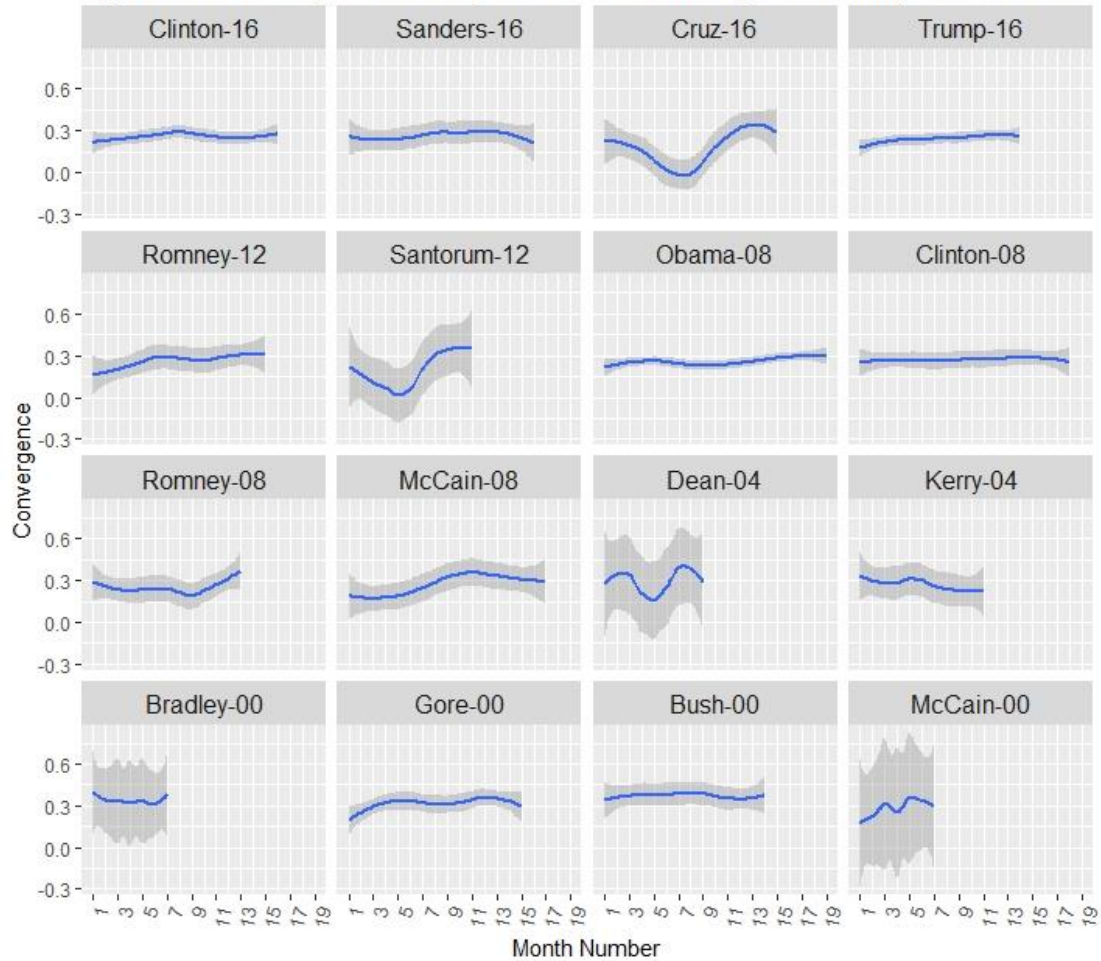 Clinton-16 Sanders-16 Cruz-16 Trump-16
0.6
0.3
0.0
-0.3
Romney-12 Santorum-12 Obama-08 Clinton-08
0.6
0.3
0.0
-0.3
Romney-08 McCain-08 Dean-04 Kerry-04
0.6
0.3
0.0
-0.3
Bradley-00 Gore-00 Bush-00 McCain-00
0.6
0.3
0.0
-0.3
Convergence
1 3 5 7 9 11 13 15 17 19 1 3 5 7 9 11 13 15 17 19 1 3 5 7 9 11 13 15 17 19 1 3 5 7 9 11 13 15 17 19
Month Number